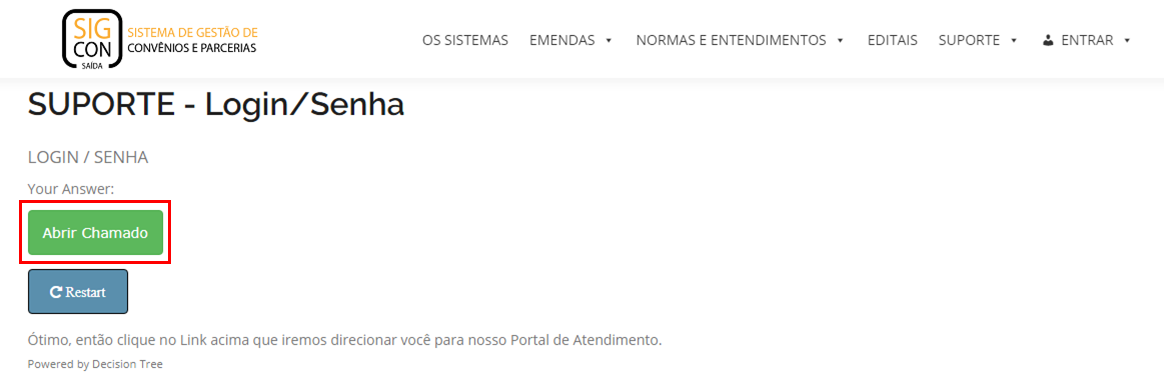 SIG
CON
SAÍDA
SISTEMA DE GESTÃO DE
CONVÊNIOS E PARCERIAS
OS SISTEMAS EMENDAS NORMAS E ENTENDIMENTOS EDITAIS SUPORTE ENTRAR
SUPORTE - Login/Senha
LOGIN / SENHA
Your Answer:
Abrir Chamado
Restart
Ótimo, então clique no Link acima que iremos direcionar você para nosso Portal de Atendimento.
Powered by Decision Tree